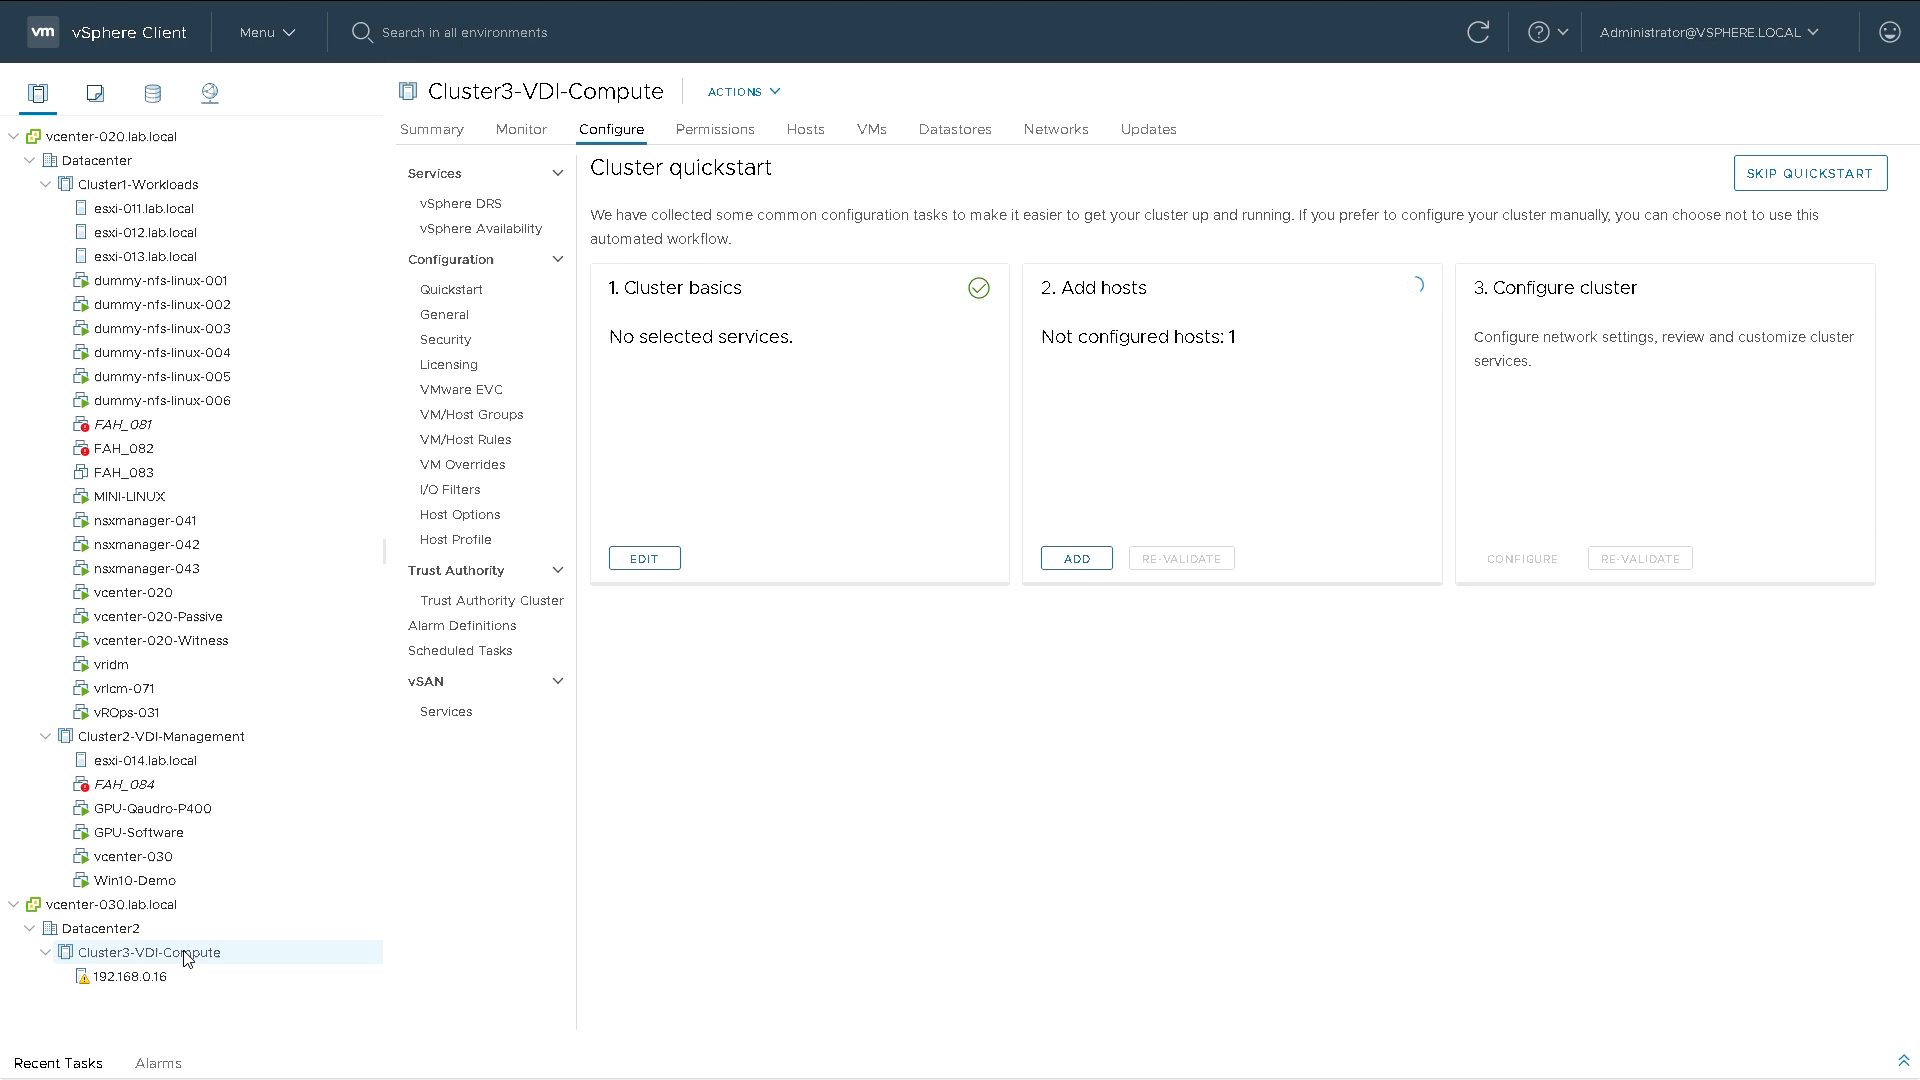 vm vSphere Client
Menu
Search in all environments
?
Administrator@VSPHERE.LOCAL
vcenter-020.lab.local
Datacenter
Cluster1-Workloads
esxi-011.lab.local
esxi-012.lab.local
esxi-013.lab.local
dummy-nfs-linux-001
dummy-nfs-linux-002
dummy-nfs-linux-003
dummy-nfs-linux-004
dummy-nfs-linux-005
dummy-nfs-linux-006
FAH_081
FAH_082
FAH_083
MINI-LINUX
nsxmanager-041
nsxmanager-042
nsxmanager-043
vcenter-020
vcenter-020-Passive
vcenter-020-Witness
vridm
vrlcm-071
vROps-031
Cluster2-VDI-Management
esxi-014.lab.local
FAH_084
GPU-Qaudro-P400
GPU-Software
vcenter-030
Win10-Demo
vcenter-030.lab.local
Datacenter2
Cluster3-VDI-Compute
192.168.0.16
Cluster3-VDI-Compute
ACTIONS
Summary Monitor Configure Permissions Hosts VMs Datastores Networks Updates
Services
vSphere DRS
vSphere Availability
Configuration
Quickstart
General
Security
Licensing
VMware EVC
VM/Host Groups
VM/Host Rules
VM Overrides
I/O Filters
Host Options
Host Profile
Trust Authority
Trust Authority Cluster
Alarm Definitions
Scheduled Tasks
vSAN
Services
Cluster quickstart
SKIP QUICKSTART
We have collected some common configuration tasks to make it easier to get your cluster up and running. If you prefer to configure your cluster manually, you can choose not to use this
automated workflow.
1. Cluster basics
No selected services.
EDIT
2. Add hosts
Not configured hosts: 1
ADD
RE-VALIDATE
3. Configure cluster
Configure network settings, review and customize cluster
services.
CONFIGURE
RE-VALIDATE
Recent Tasks
Alarms